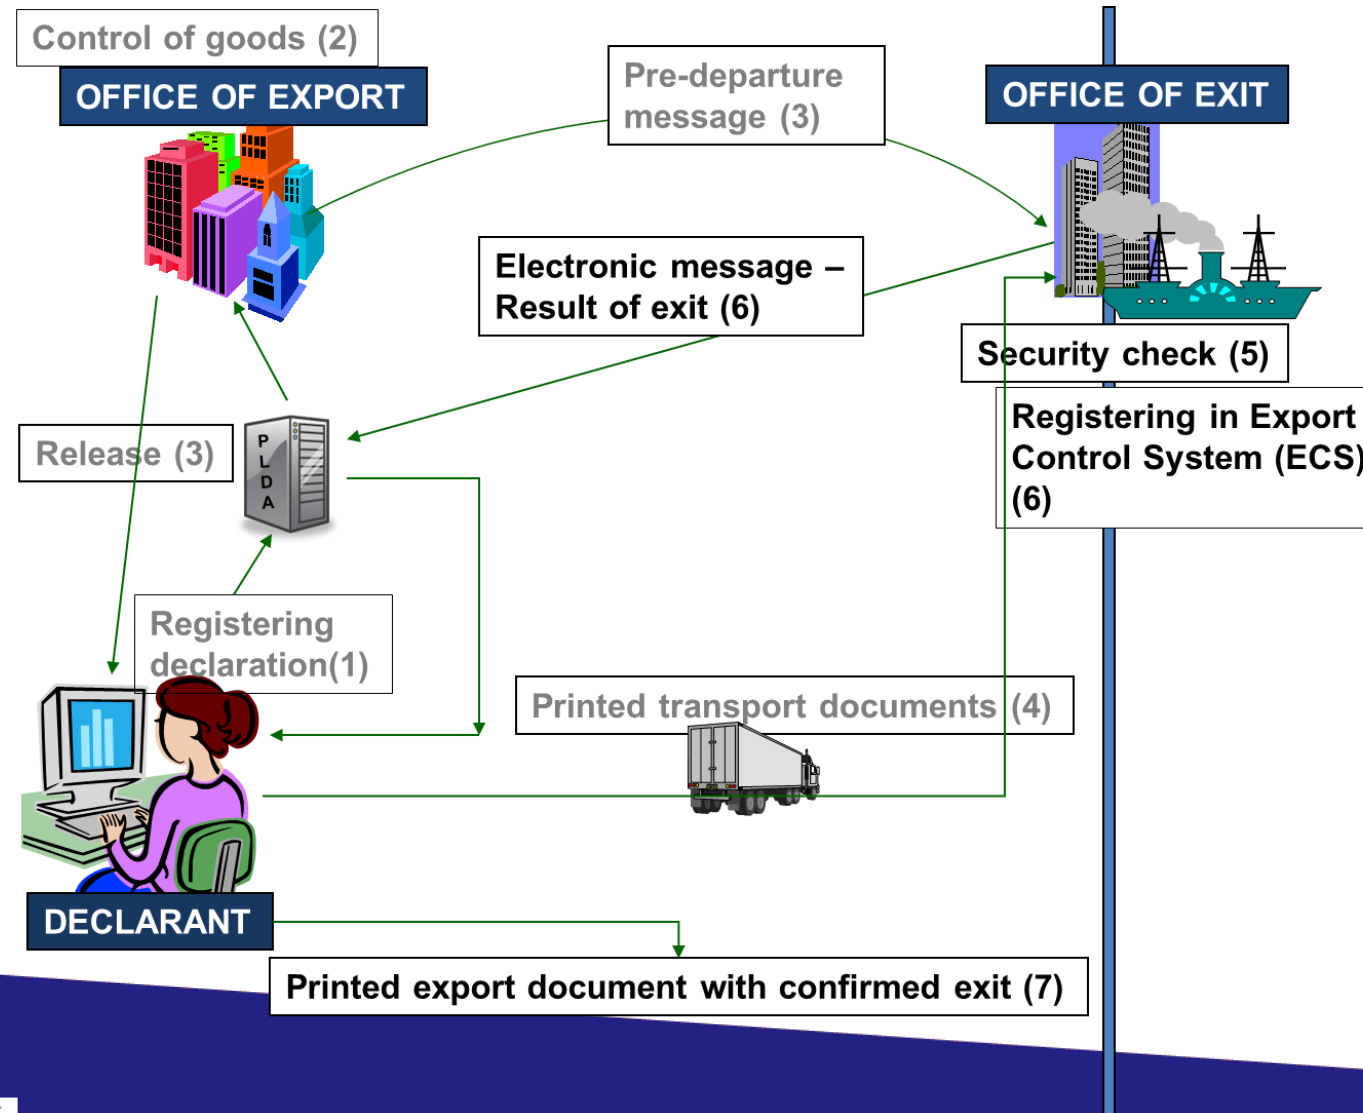 Control of goods (2)
OFFICE OF EXPORT
Pre-departure
message (3)
OFFICE OF EXIT
Electronic message –
Result of exit (6)
Security check (5)
Registering in Export
Control System (ECS)
(6)
Release (3)
P
L
D
A
Registering
declaration(1)
Printed transport documents (4)
DECLARANT
Printed export document with confirmed exit (7)